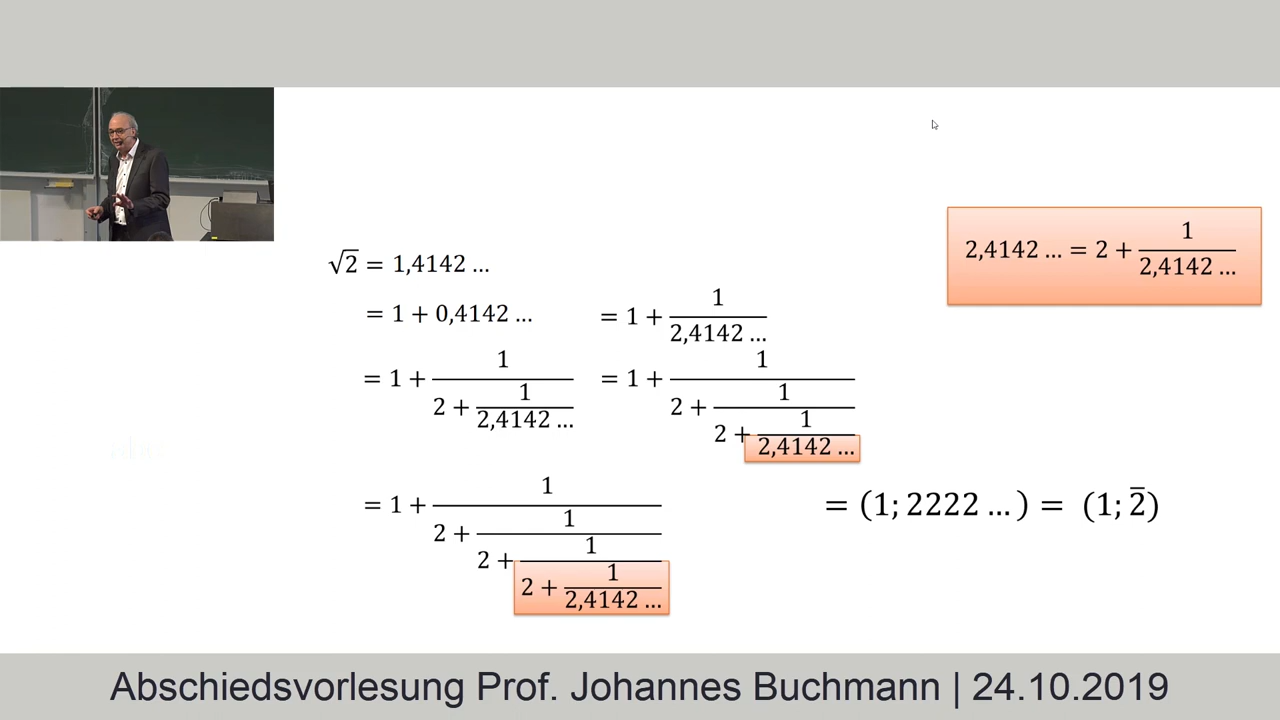 √2 = 1,4142 …
= 1 + 0,4142 … = 1 + 1/(2,4142 …)
= 1 + 1/(2 + 1/(2,4142 …)) = 1 + 1/(2 + 1/(2 + 1/(2,4142 …)))
= 1 + 1/(2 + 1/(2 + 1/(2 + 1/(2,4142 …))))
= (1; 2222 … ) = (1; 2̅)
2,4142 … = 2 + 1/(2,4142 …)
Abschiedsvorlesung Prof. Johannes Buchmann | 24.10.2019